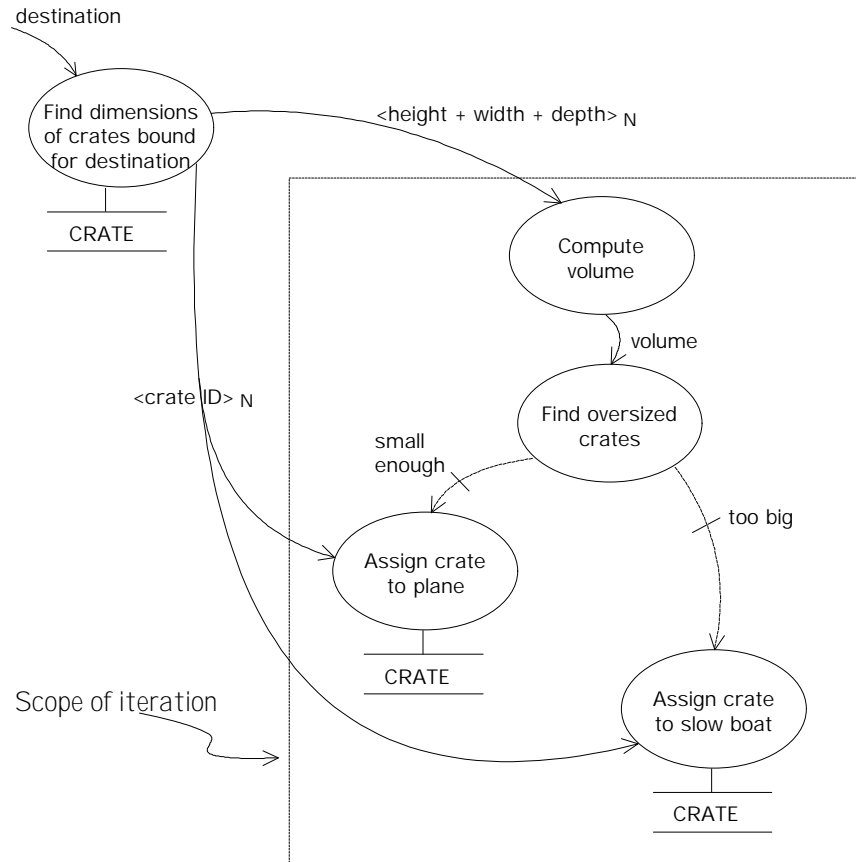 destination
Find dimensions
of crates bound
for destination
CRATE
<height + width + depth> N
Compute
volume
volume
<crate ID> N
Find oversized
crates
small
enough
too big
Assign crate
to plane
CRATE
Scope of iteration
Assign crate
to slow boat
CRATE